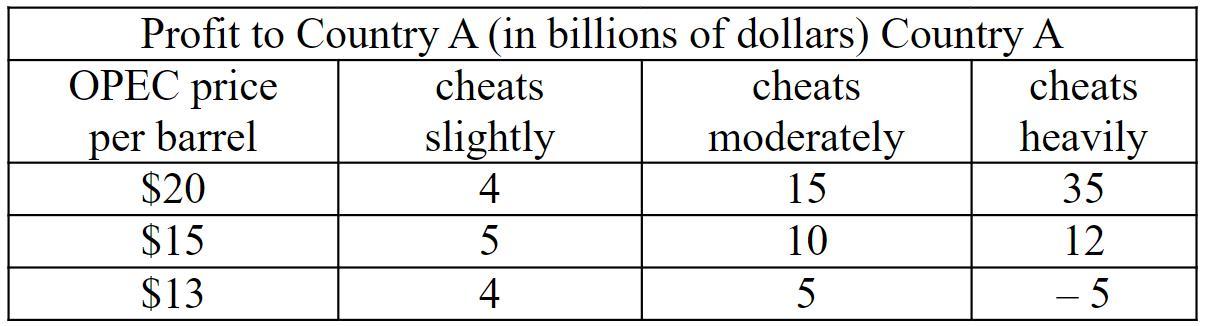 Profit to Country A (in billions of dollars) Country A
OPEC price per barrel cheats slightly cheats moderately cheats heavily
$20 4 15 35
$15 5 10 12
$13 4 5 – 5